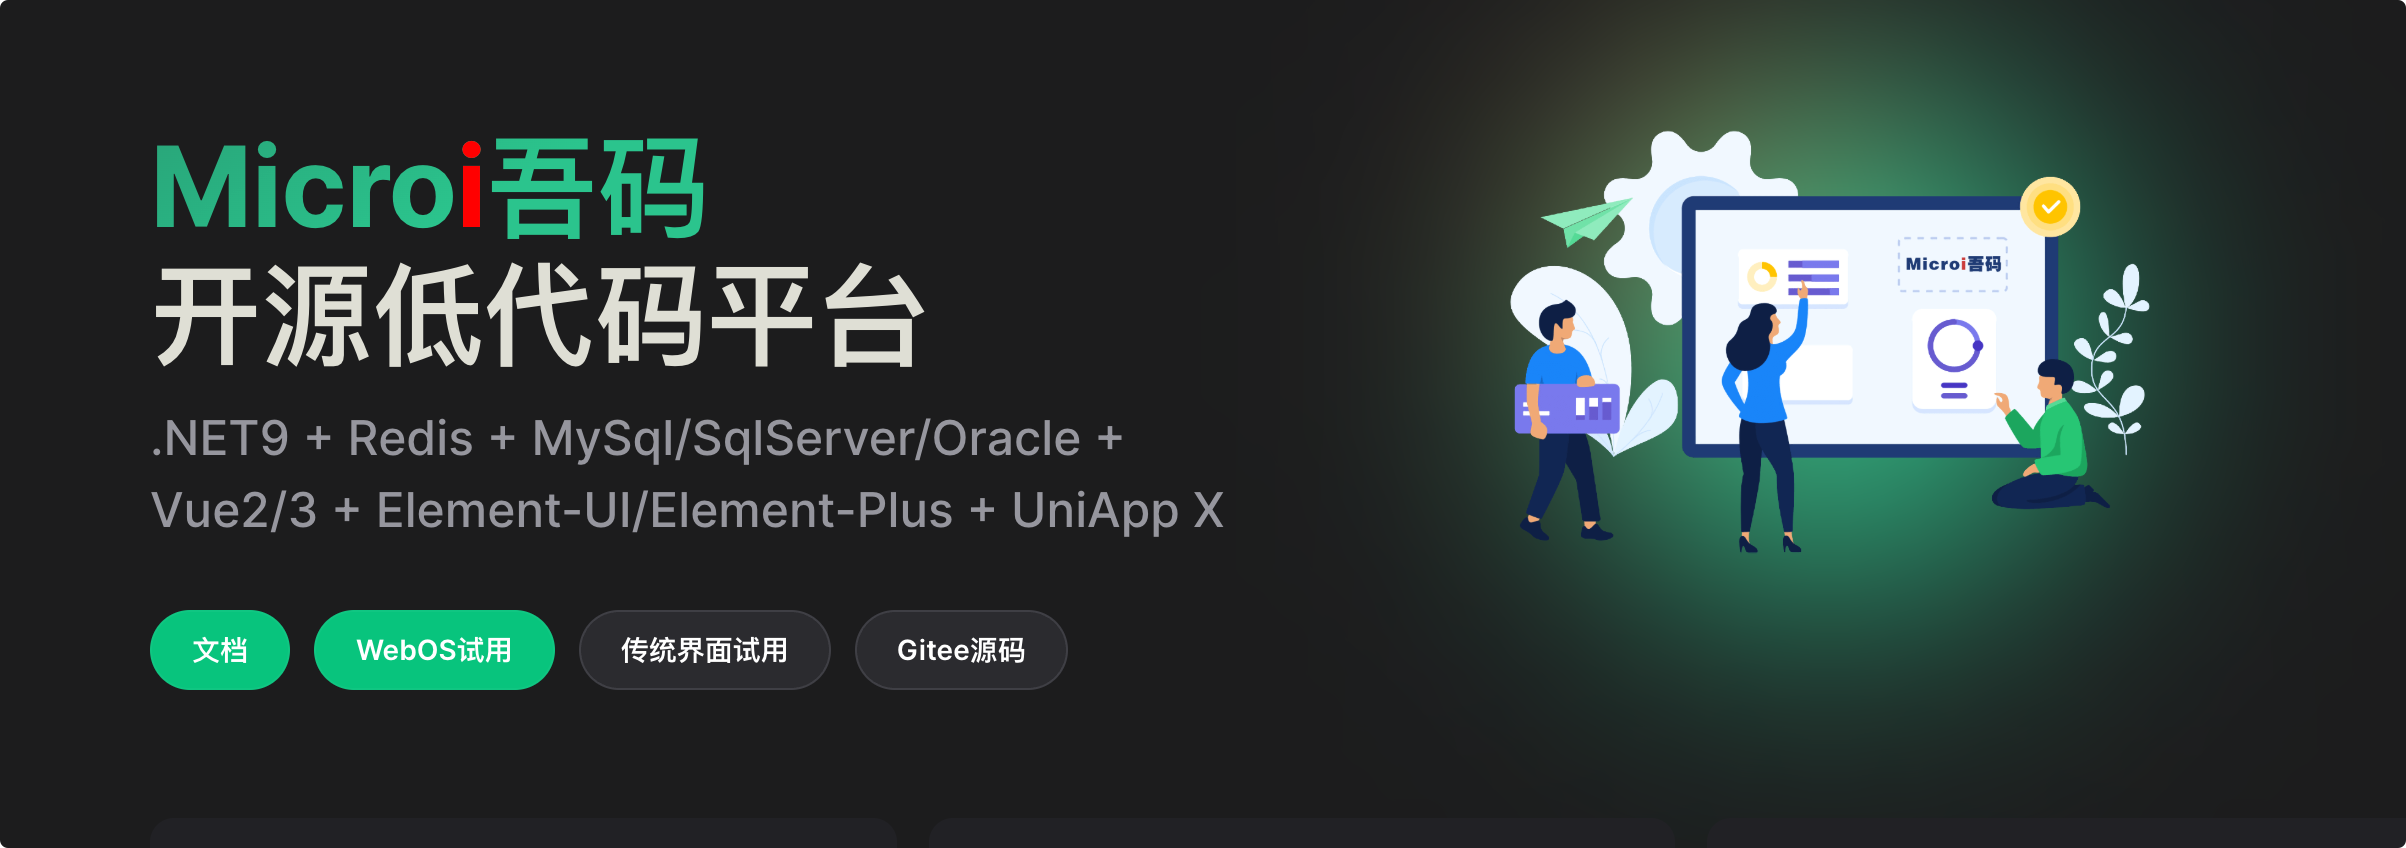 Microi吾码
开源低代码平台
.NET9 + Redis + MySql/SqlServer/Oracle +
Vue2/3 + Element-UI/Element-Plus + UniApp X
文档
WebOS试用
传统界面试用
Gitee源码
Microi吾码